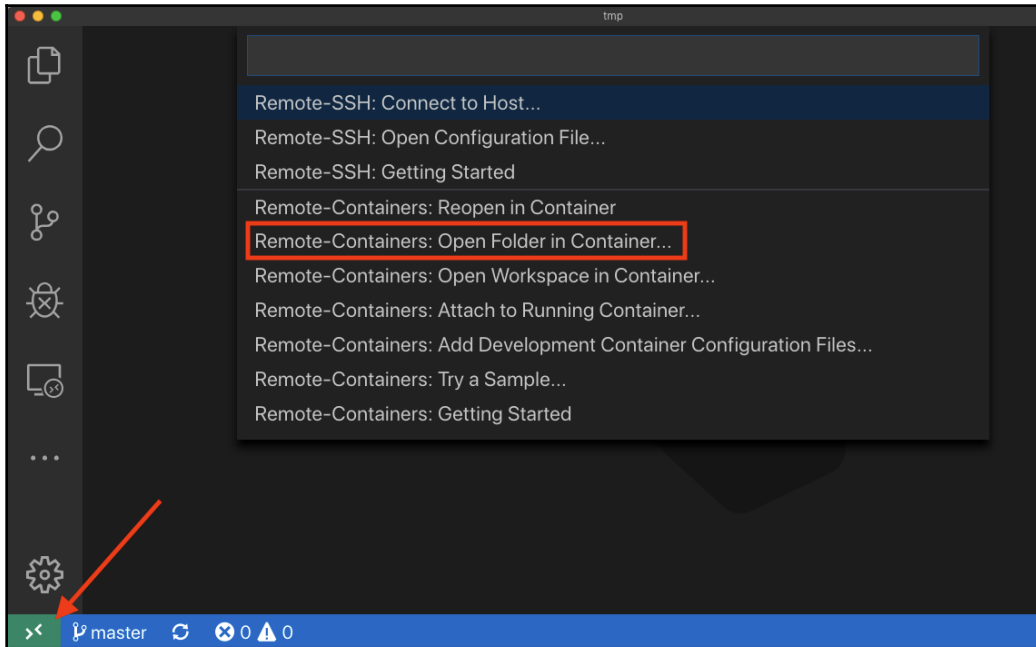 tmp
Remote-SSH: Connect to Host...
Remote-SSH: Open Configuration File...
Remote-SSH: Getting Started
Remote-Containers: Reopen in Container
Remote-Containers: Open Folder in Container...
Remote-Containers: Open Workspace in Container...
Remote-Containers: Attach to Running Container...
Remote-Containers: Add Development Container Configuration Files...
Remote-Containers: Try a Sample...
Remote-Containers: Getting Started
master 0 0